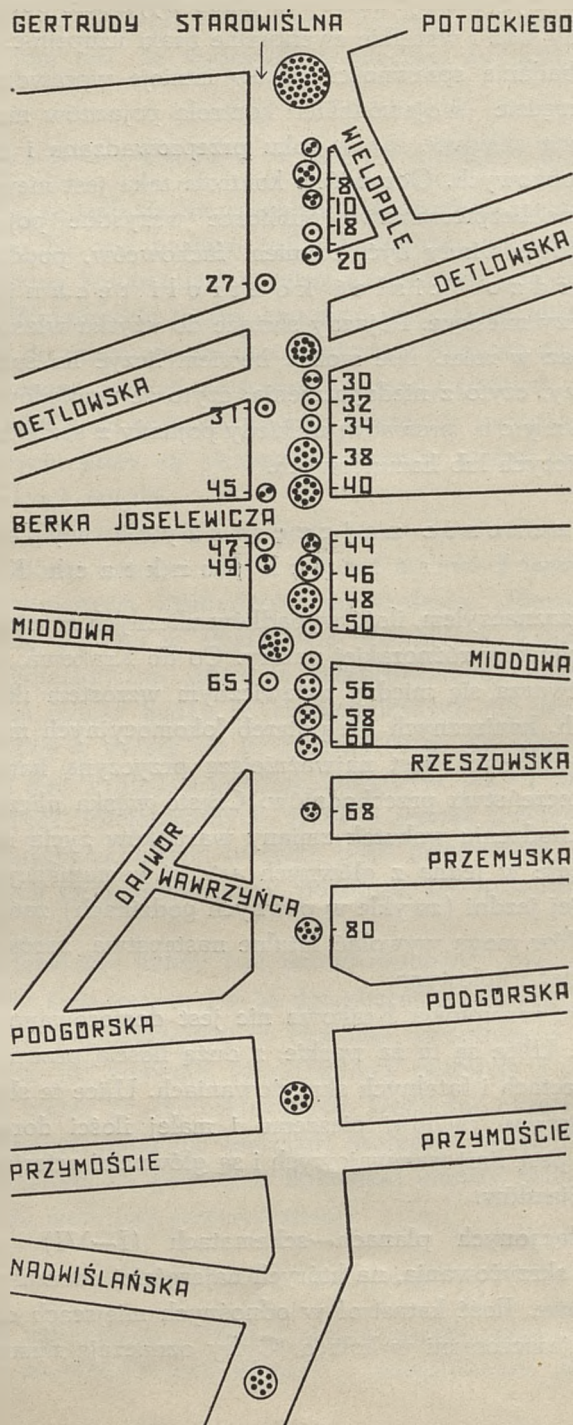 GERTRUDY STAROWIŚLNA POTOCKIEGO
WIELOPOLE
8
10
18
20
27
DETLOWSKA
30
DETLOWSKA
31
32
34
38
45
40
BERKA JOSELEWICZA
47
44
49
46
48
50
MIODOWA
MIODOWA
65
56
58
60
RZESZOWSKA
68
DAJWOR
WAWRZYŃCA
PRZEMYSKA
80
PODGÓRSKA
PODGÓRSKA
PRZYMOŚCIE
PRZYMOŚCIE
NADWIŚLAŃSKA